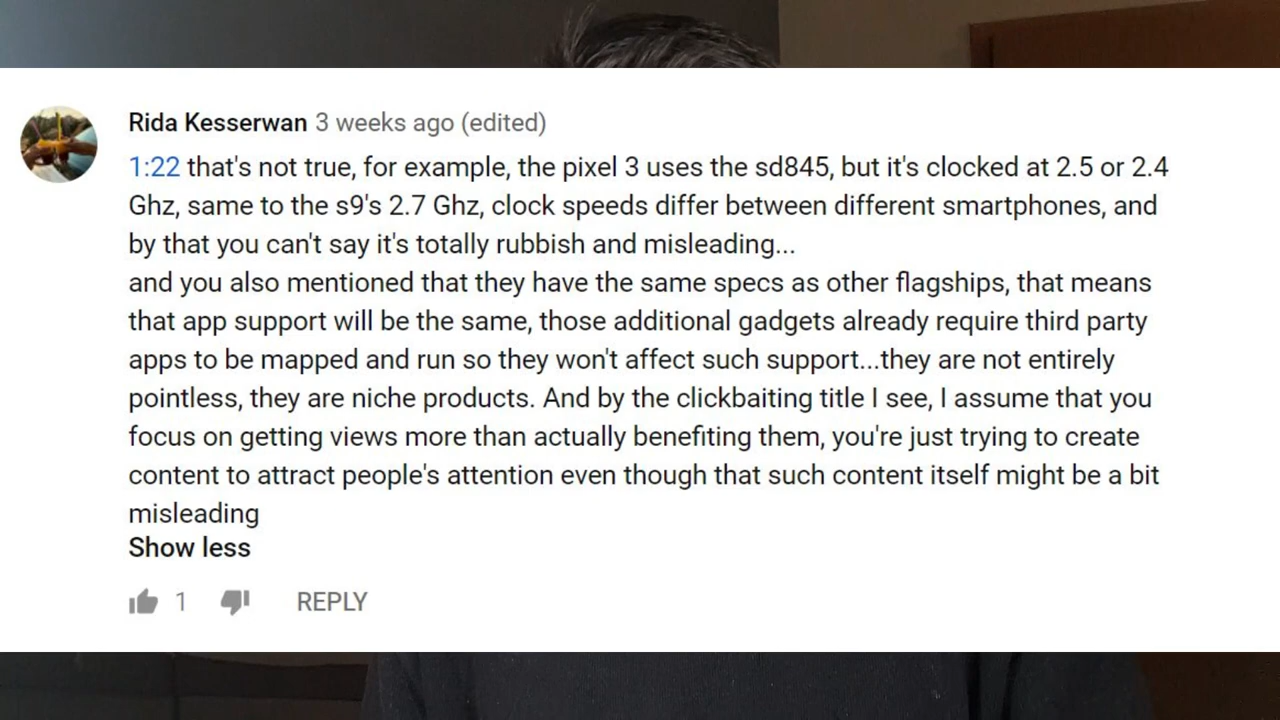 Rida Kesserwan 3 weeks ago (edited)
1:22 that's not true, for example, the pixel 3 uses the sd845, but it's clocked at 2.5 or 2.4
Ghz, same to the s9's 2.7 Ghz, clock speeds differ between different smartphones, and
by that you can't say it's totally rubbish and misleading...
and you also mentioned that they have the same specs as other flagships, that means
that app support will be the same, those additional gadgets already require third party
apps to be mapped and run so they won't affect such support...they are not entirely
pointless, they are niche products. And by the clickbaiting title I see, I assume that you
focus on getting views more than actually benefiting them, you're just trying to create
content to attract people's attention even though that such content itself might be a bit
misleading
Show less
1 REPLY